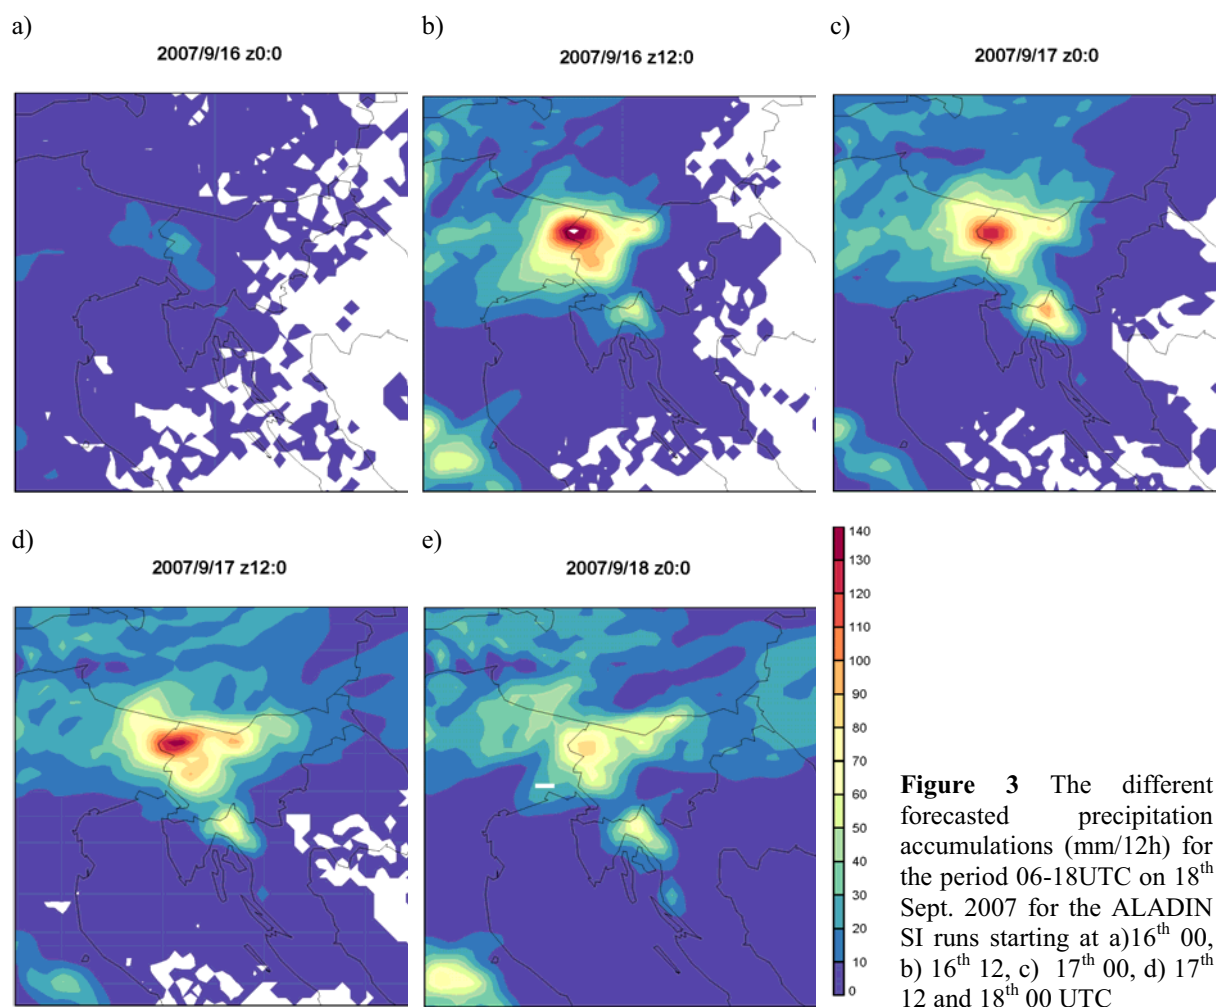 a)
2007/9/16 z0:0
b)
2007/9/16 z12:0
c)
2007/9/17 z0:0
d)
2007/9/17 z12:0
e)
2007/9/18 z0:0
140
130
120
110
100
90
80
70
60
50
40
30
20
10
0
Figure 3 The different
forecasted precipitation
accumulations (mm/12h) for
the period 06-18UTC on 18th
Sept. 2007 for the ALADIN
SI runs starting at a)16th 00,
b) 16th 12, c) 17th 00, d) 17th
12 and 18th 00 UTC